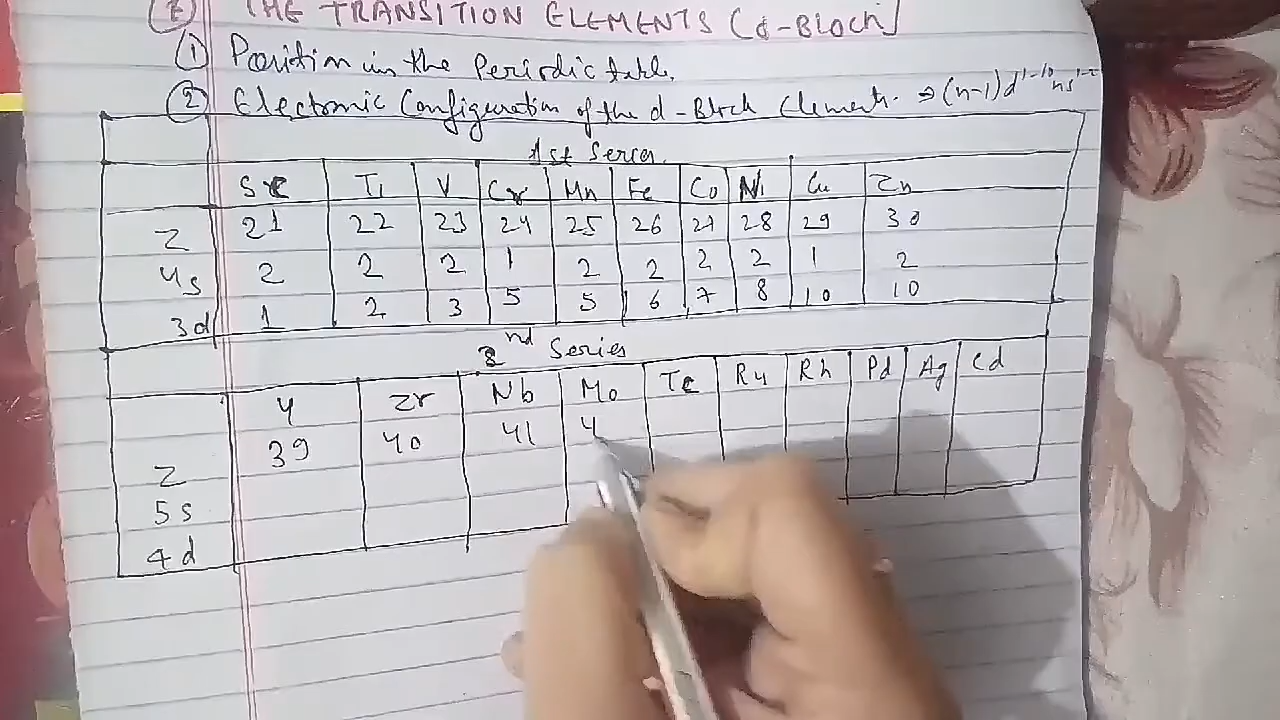 THE TRANSITION ELEMENTS (d-BLOCK)
① Position in the Periodic table.
② Electronic Configuration of the d-Block Elements. → (n-1)d¹⁻¹⁰ns¹⁻²
1st Series.
Sc Ti V Cr Mn Fe Co Ni Cu Zn
Z 21 22 23 24 25 26 27 28 29 30
4s 2 2 2 1 2 2 2 2 1 2
3d 1 2 3 5 5 6 7 8 10 10
2nd Series
Y Zr Nb Mo Tc Ru Rh Pd Ag Cd
Z 39 40 41 4
5s
4d